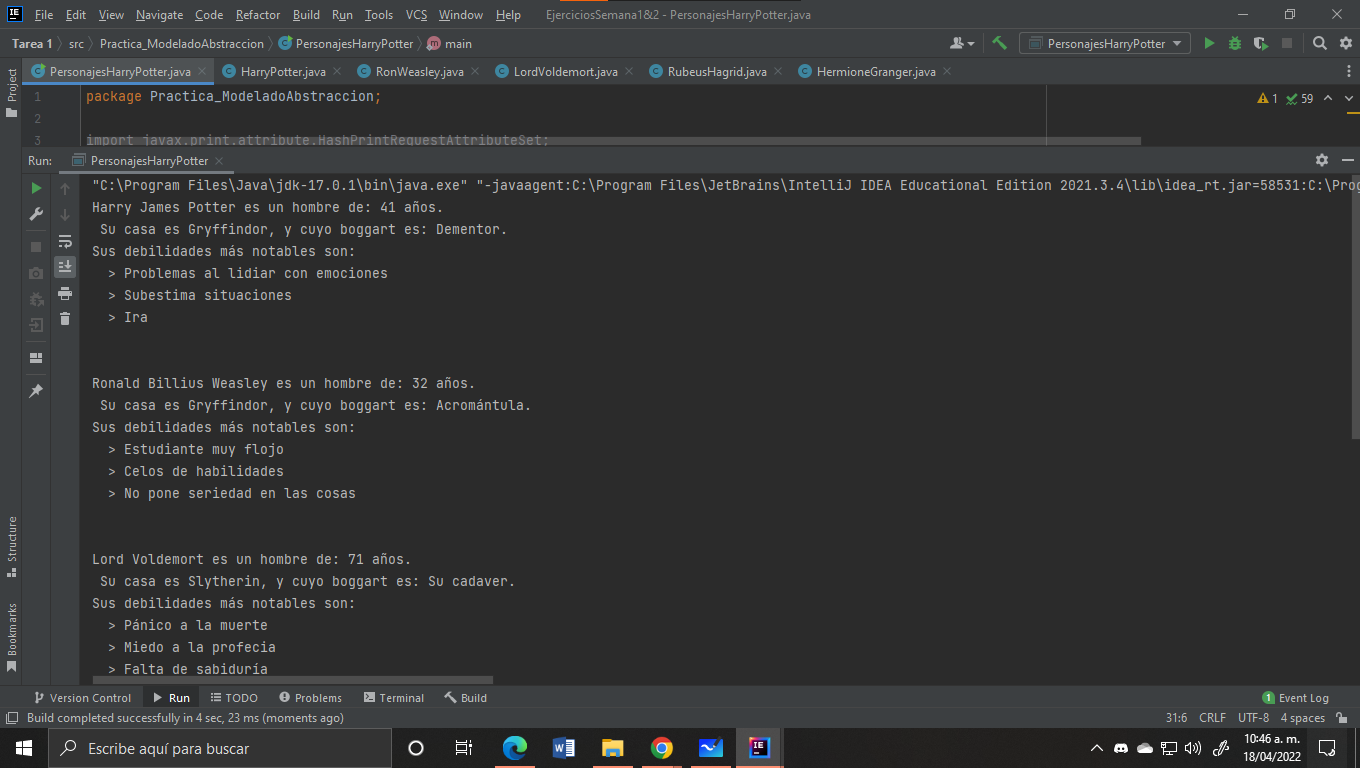 File Edit View Navigate Code Refactor Build Run Tools VCS Window Help EjerciciosSemana1&2 - PersonajesHarryPotter.java
Tarea 1 src Practica_ModeladoAbstraccion PersonajesHarryPotter main PersonajesHarryPotter
PersonajesHarryPotter.java HarryPotter.java RonWeasley.java LordVoldemort.java RubeusHagrid.java HermioneGranger.java
Project
1 package Practica_ModeladoAbstraccion; 1 59
2
3 import javax.print.attribute.HashPrintRequestAttributeSet;
Run: PersonajesHarryPotter
"C:\Program Files\Java\jdk-17.0.1\bin\java.exe" "-javaagent:C:\Program Files\JetBrains\IntelliJ IDEA Educational Edition 2021.3.4\lib\idea_rt.jar=58531:C:\Prog
Harry James Potter es un hombre de: 41 años.
Su casa es Gryffindor, y cuyo boggart es: Dementor.
Sus debilidades más notables son:
> Problemas al lidiar con emociones
> Subestima situaciones
> Ira
Ronald Billius Weasley es un hombre de: 32 años.
Su casa es Gryffindor, y cuyo boggart es: Acromántula.
Sus debilidades más notables son:
> Estudiante muy flojo
> Celos de habilidades
> No pone seriedad en las cosas
Lord Voldemort es un hombre de: 71 años.
Su casa es Slytherin, y cuyo boggart es: Su cadaver.
Sus debilidades más notables son:
> Pánico a la muerte
> Miedo a la profecia
> Falta de sabiduría
Structure
Bookmarks
Version Control Run TODO Problems Terminal Build 1 Event Log
Build completed successfully in 4 sec, 23 ms (moments ago) 31:6 CRLF UTF-8 4 spaces
Escribe aquí para buscar
10:46 a. m.
18/04/2022